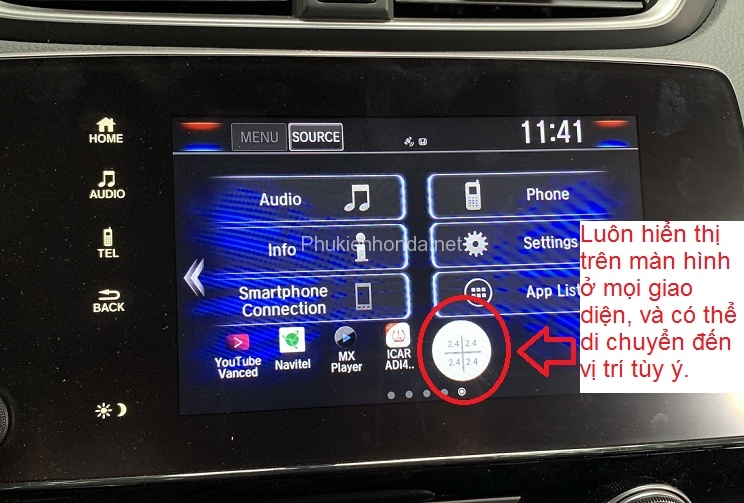 MENU SOURCE 11:41
HOME
AUDIO
TEL
BACK
Audio
Phone
Info
Settings
Smartphone
Connection
App List
Phukienhonda.net
YouTube
Vanced
Navitel
MX
Player
ICAR
ADI4..
2.4 2.4
2.4 2.4
Luôn hiển thị
trên màn hình
ở mọi giao
diện, và có thể
di chuyển đến
vị trí tùy ý.